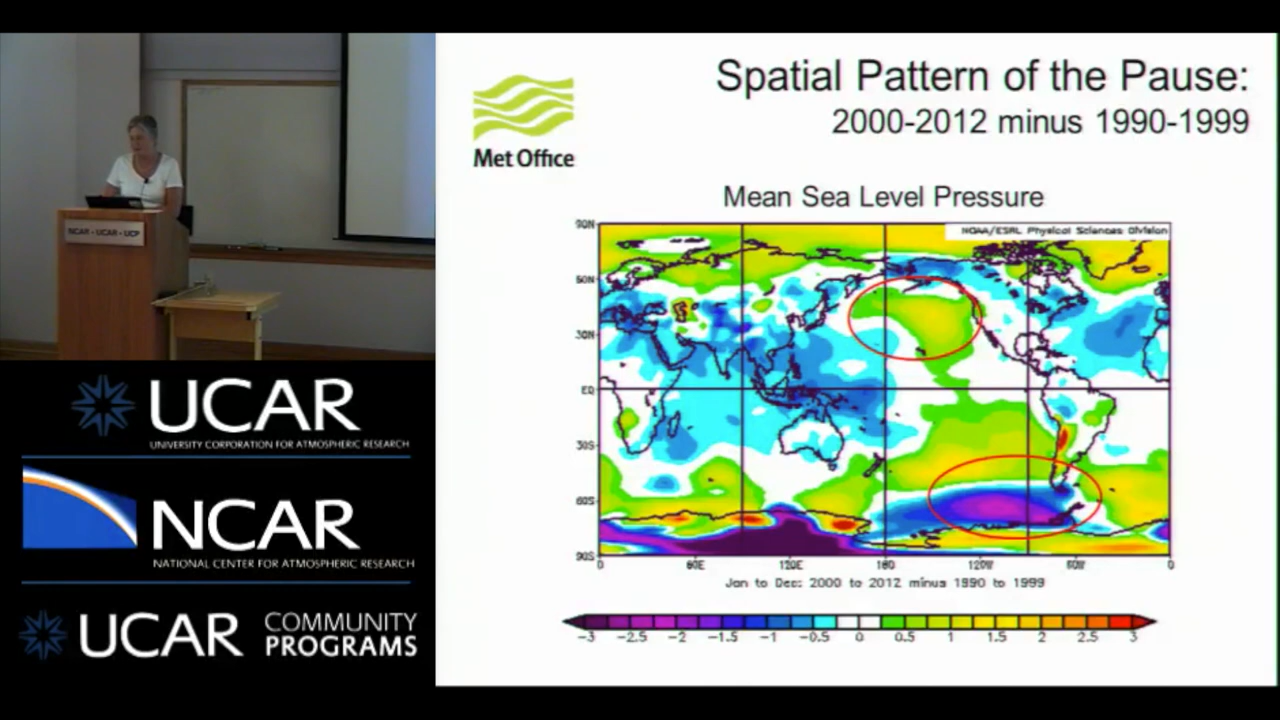 Spatial Pattern of the Pause:
2000-2012 minus 1990-1999
Met Office
Mean Sea Level Pressure
NOAA/ESRL Physical Sciences Division
90N
60N
30N
EQ
30S
60S
90S
0 60E 120E 180 120W 60W 0
Jan to Dec: 2000 to 2012 minus 1990 to 1999
-3 -2.5 -2 -1.5 -1 -0.5 0 0.5 1 1.5 2 2.5 3
NCAR • UCAR • UCP
UCAR
UNIVERSITY CORPORATION FOR ATMOSPHERIC RESEARCH
NCAR
NATIONAL CENTER FOR ATMOSPHERIC RESEARCH
UCAR COMMUNITY
PROGRAMS